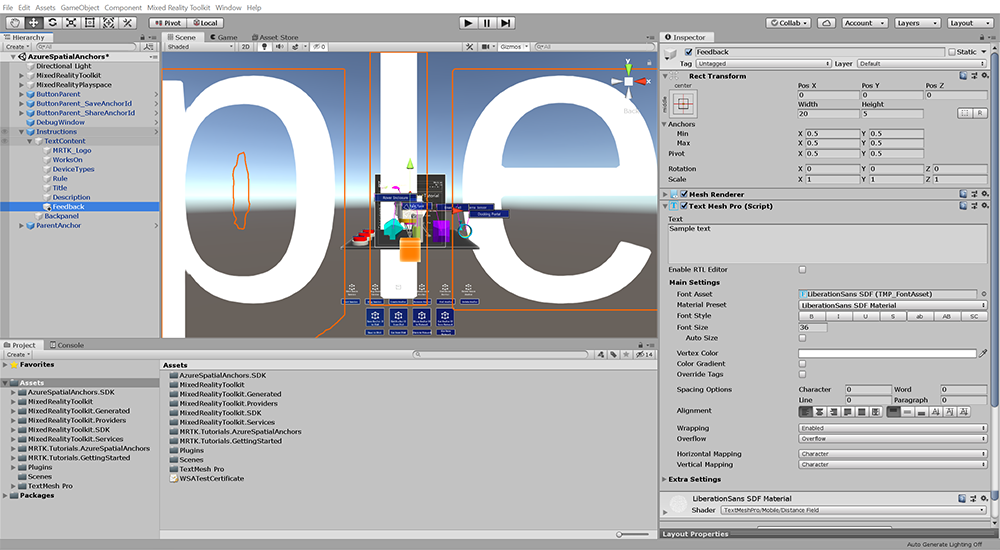 File Edit Assets GameObject Component Mixed Reality Toolkit Window Help
Pivot Local
Collab Account Layers Layout
Hierarchy
Create All
AzureSpatialAnchors*
Directional Light
MixedRealityToolkit
MixedRealityPlayspace
ButtonParent
ButtonParent_SaveAnchorId
ButtonParent_ShareAnchorId
DebugWindow
Instructions
TextContent
MRTK_Logo
WorksOn
DeviceTypes
Rule
Title
Description
Feedback
Backpanel
ParentAnchor
Scene Game Asset Store
Shaded 2D 0 Gizmos All
ple
y
x
Back
Docking Portal
Project Console
Create 14
Favorites
Assets
AzureSpatialAnchors.SDK
MixedRealityToolkit
MixedRealityToolkit.Generated
MixedRealityToolkit.Providers
MixedRealityToolkit.SDK
MixedRealityToolkit.Services
MRTK.Tutorials.AzureSpatialAnchors
MRTK.Tutorials.GettingStarted
Plugins
Scenes
TextMesh Pro
Packages
Assets
AzureSpatialAnchors.SDK
MixedRealityToolkit
MixedRealityToolkit.Generated
MixedRealityToolkit.Providers
MixedRealityToolkit.SDK
MixedRealityToolkit.Services
MRTK.Tutorials.AzureSpatialAnchors
MRTK.Tutorials.GettingStarted
Plugins
Scenes
TextMesh Pro
WSATestCertificate
Inspector
Feedback Static
Tag Untagged Layer Default
Rect Transform
center Pos X Pos Y Pos Z
middle 0 0 0
Width Height
20 5
R
Anchors
Min X 0.5 Y 0.5
Max X 0.5 Y 0.5
Pivot X 0.5 Y 0.5
Rotation X 0 Y 0 Z 0
Scale X 1 Y 1 Z 1
Mesh Renderer
Text Mesh Pro (Script)
Text
Sample text
Enable RTL Editor
Main Settings
Font Asset LiberationSans SDF (TMP_FontAsset)
Material Preset LiberationSans SDF Material
Font Style B I U S ab AB SC
Font Size 36
Auto Size
Vertex Color
Color Gradient
Override Tags
Spacing Options Character 0 Word 0
Line 0 Paragraph 0
Alignment
Wrapping Enabled
Overflow Overflow
Horizontal Mapping Character
Vertical Mapping Character
Extra Settings
LiberationSans SDF Material
Shader TextMeshPro/Mobile/Distance Field
Layout Properties
Auto Generate Lighting Off